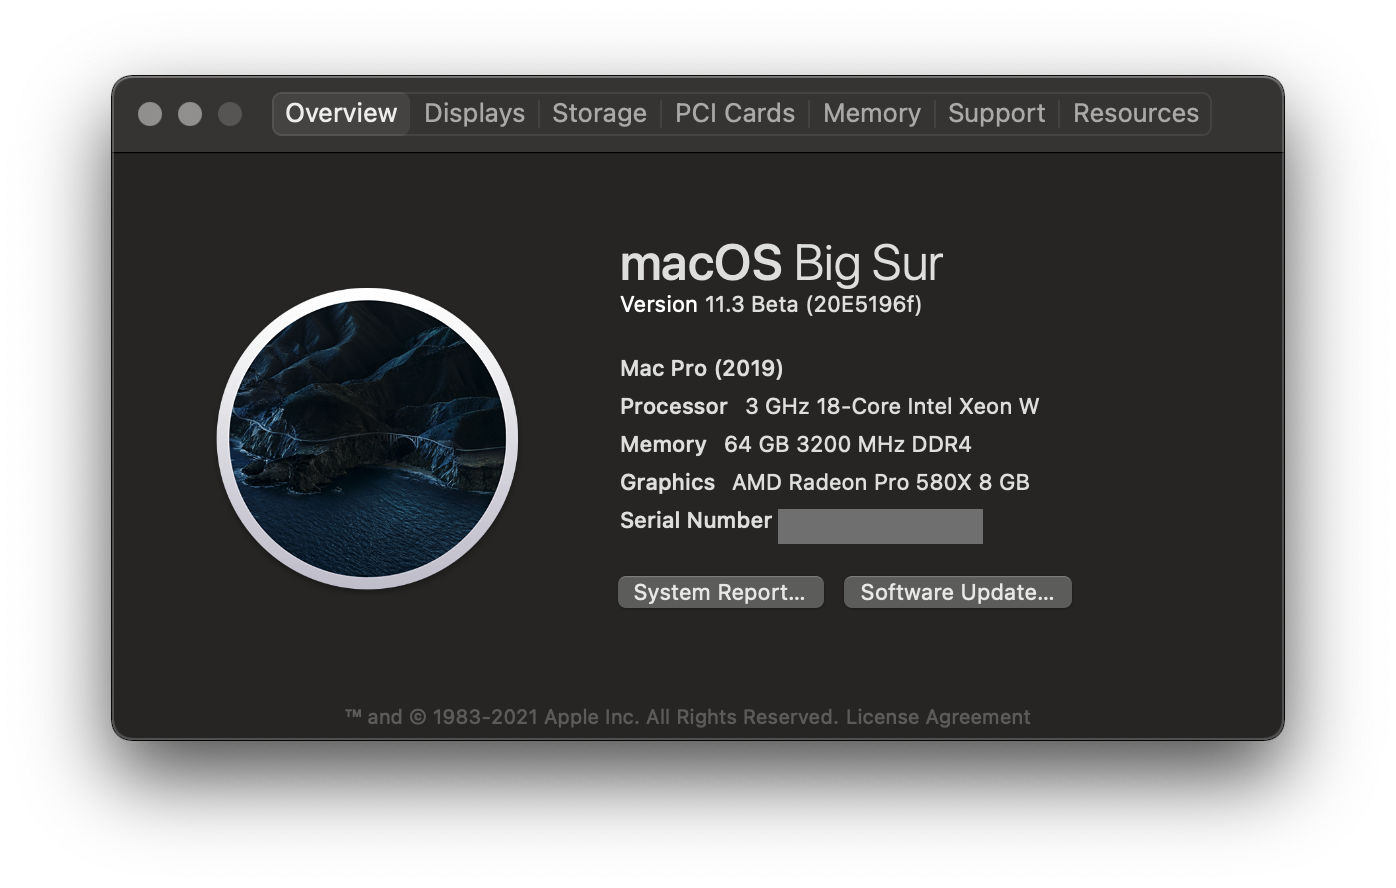 Overview Displays Storage PCI Cards Memory Support Resources
macOS Big Sur
Version 11.3 Beta (20E5196f)
Mac Pro (2019)
Processor 3 GHz 18-Core Intel Xeon W
Memory 64 GB 3200 MHz DDR4
Graphics AMD Radeon Pro 580X 8 GB
Serial Number
System Report... Software Update...
™ and © 1983-2021 Apple Inc. All Rights Reserved. License Agreement